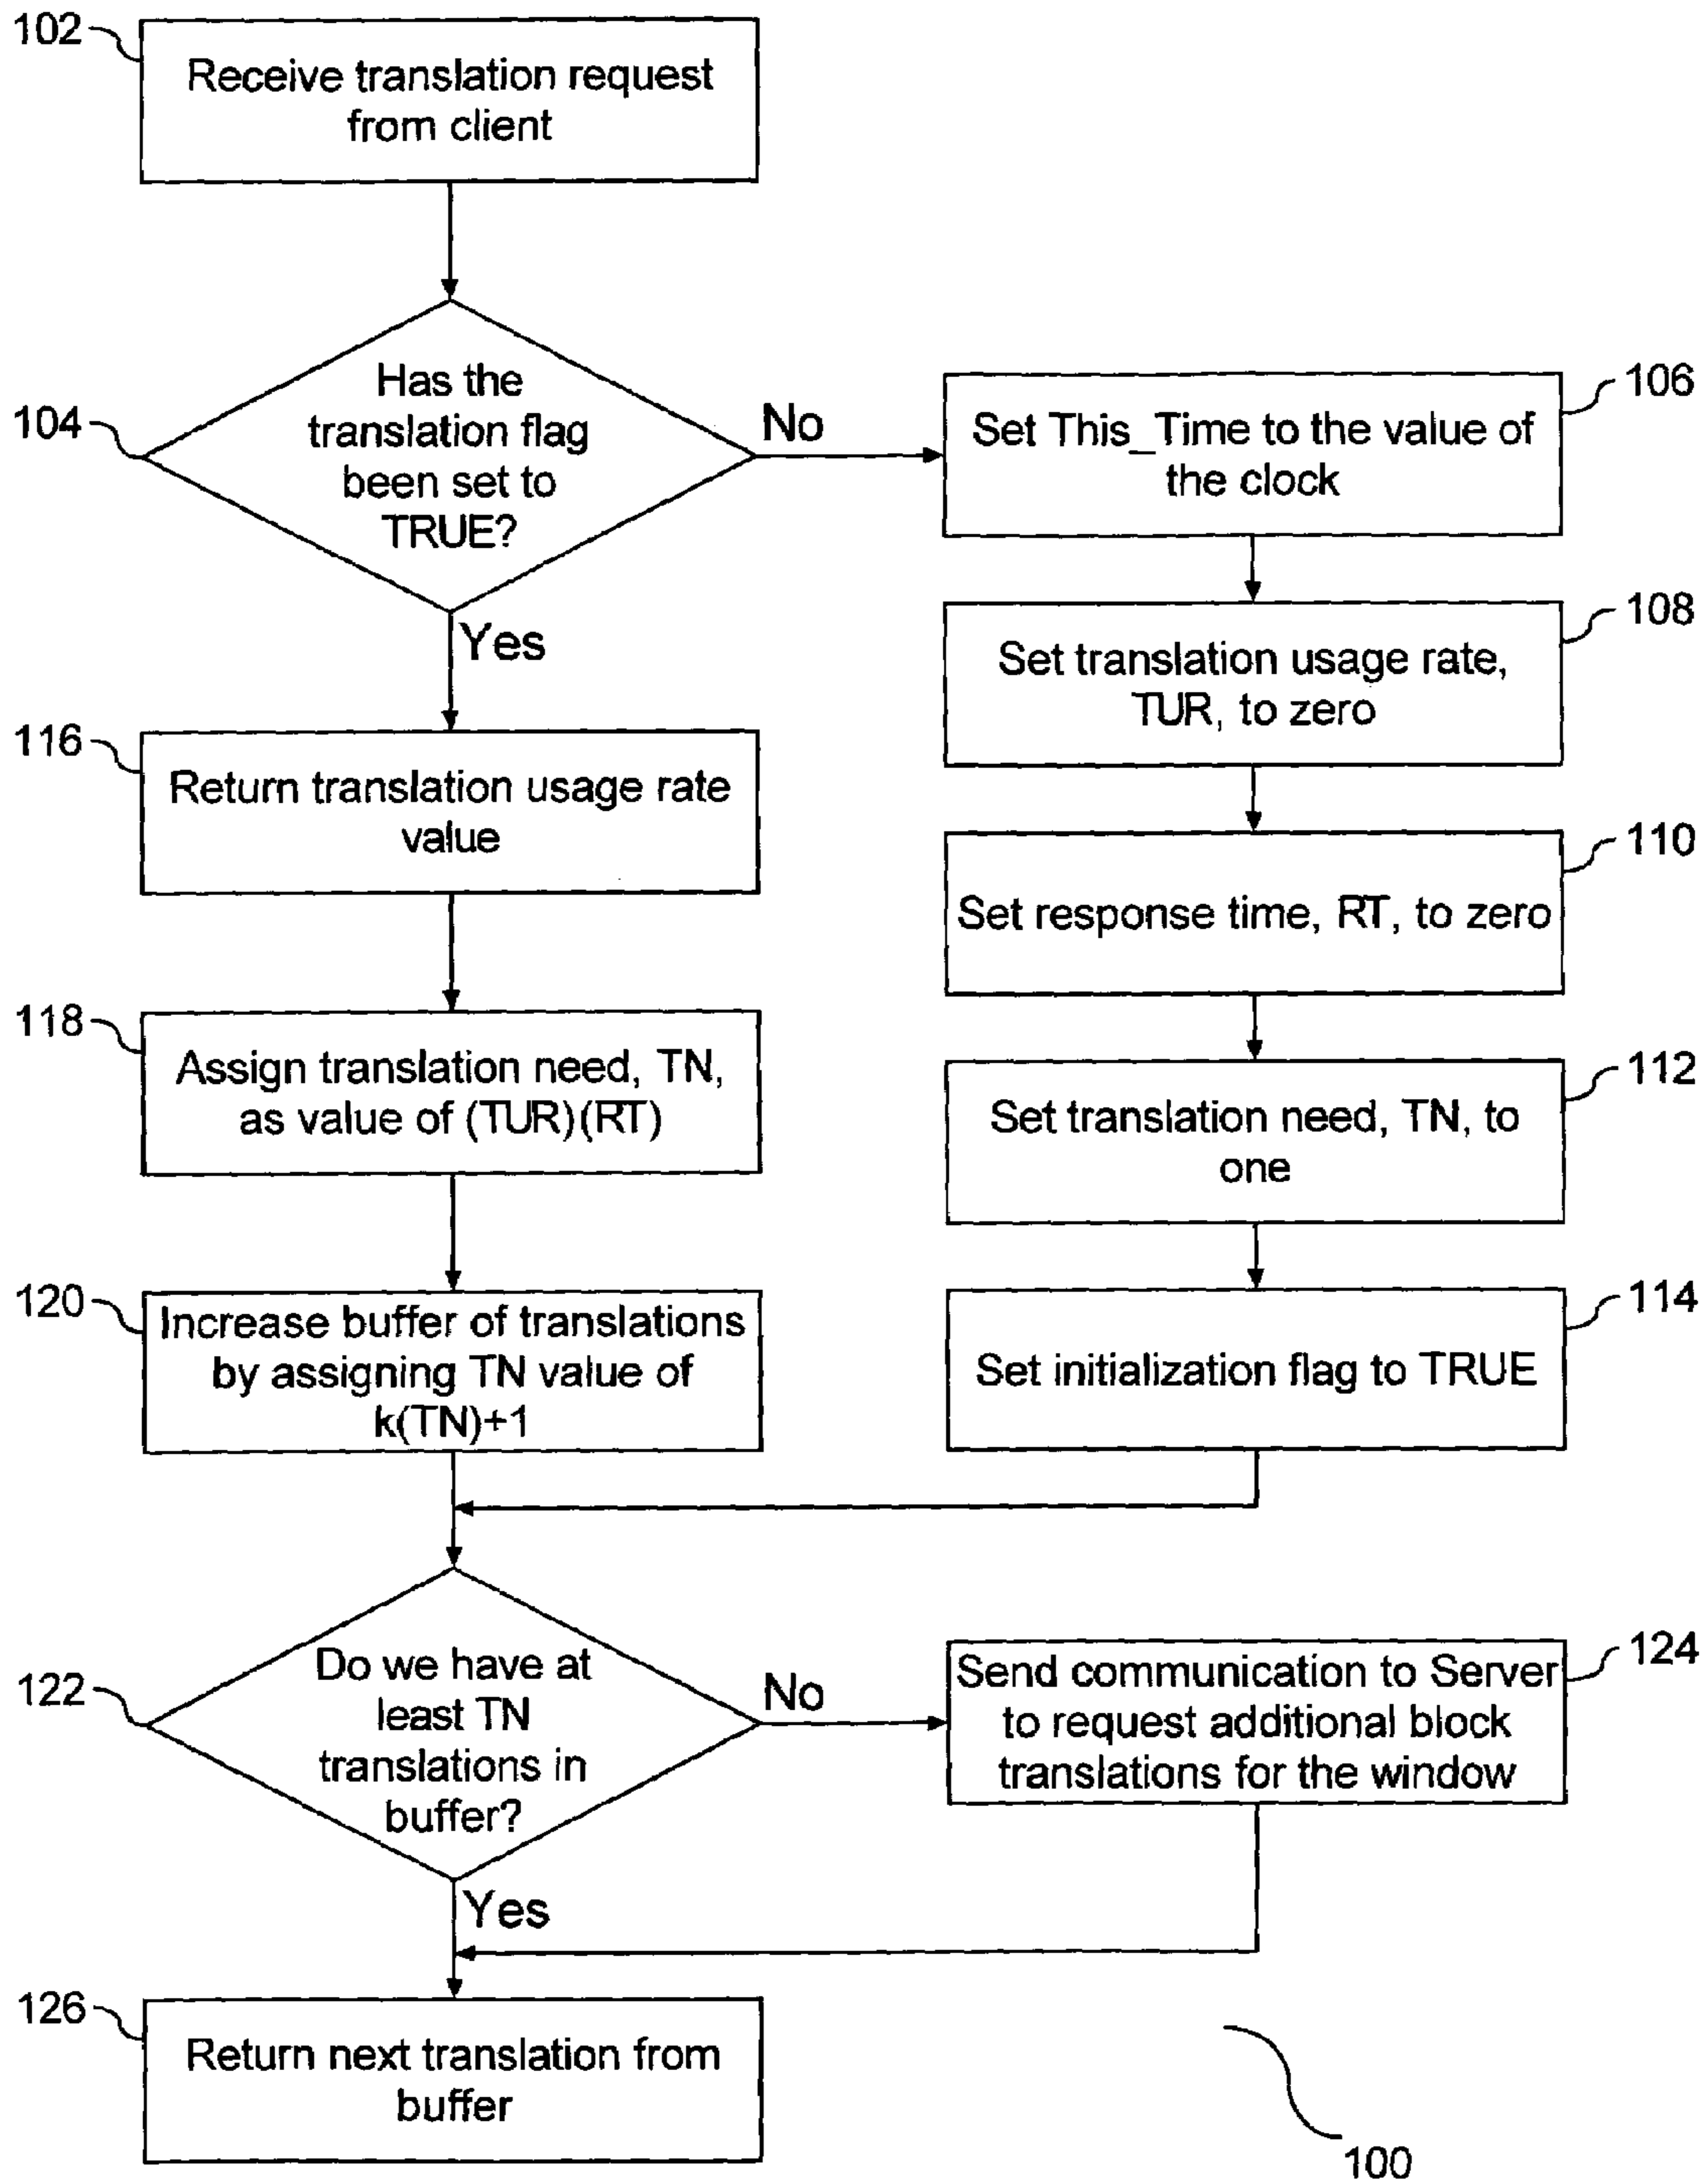 102
Receive translation request
from client
104
Has the
translation flag
been set to
TRUE?
No
Yes
106
Set This_Time to the value of
the clock
108
Set translation usage rate,
TUR, to zero
110
Set response time, RT, to zero
112
Set translation need, TN, to
one
114
Set initialization flag to TRUE
116
Return translation usage rate
value
118
Assign translation need, TN,
as value of (TUR)(RT)
120
Increase buffer of translations
by assigning TN value of
k(TN)+1
122
Do we have at
least TN
translations in
buffer?
No
Yes
124
Send communication to Server
to request additional block
translations for the window
126
Return next translation from
buffer
100